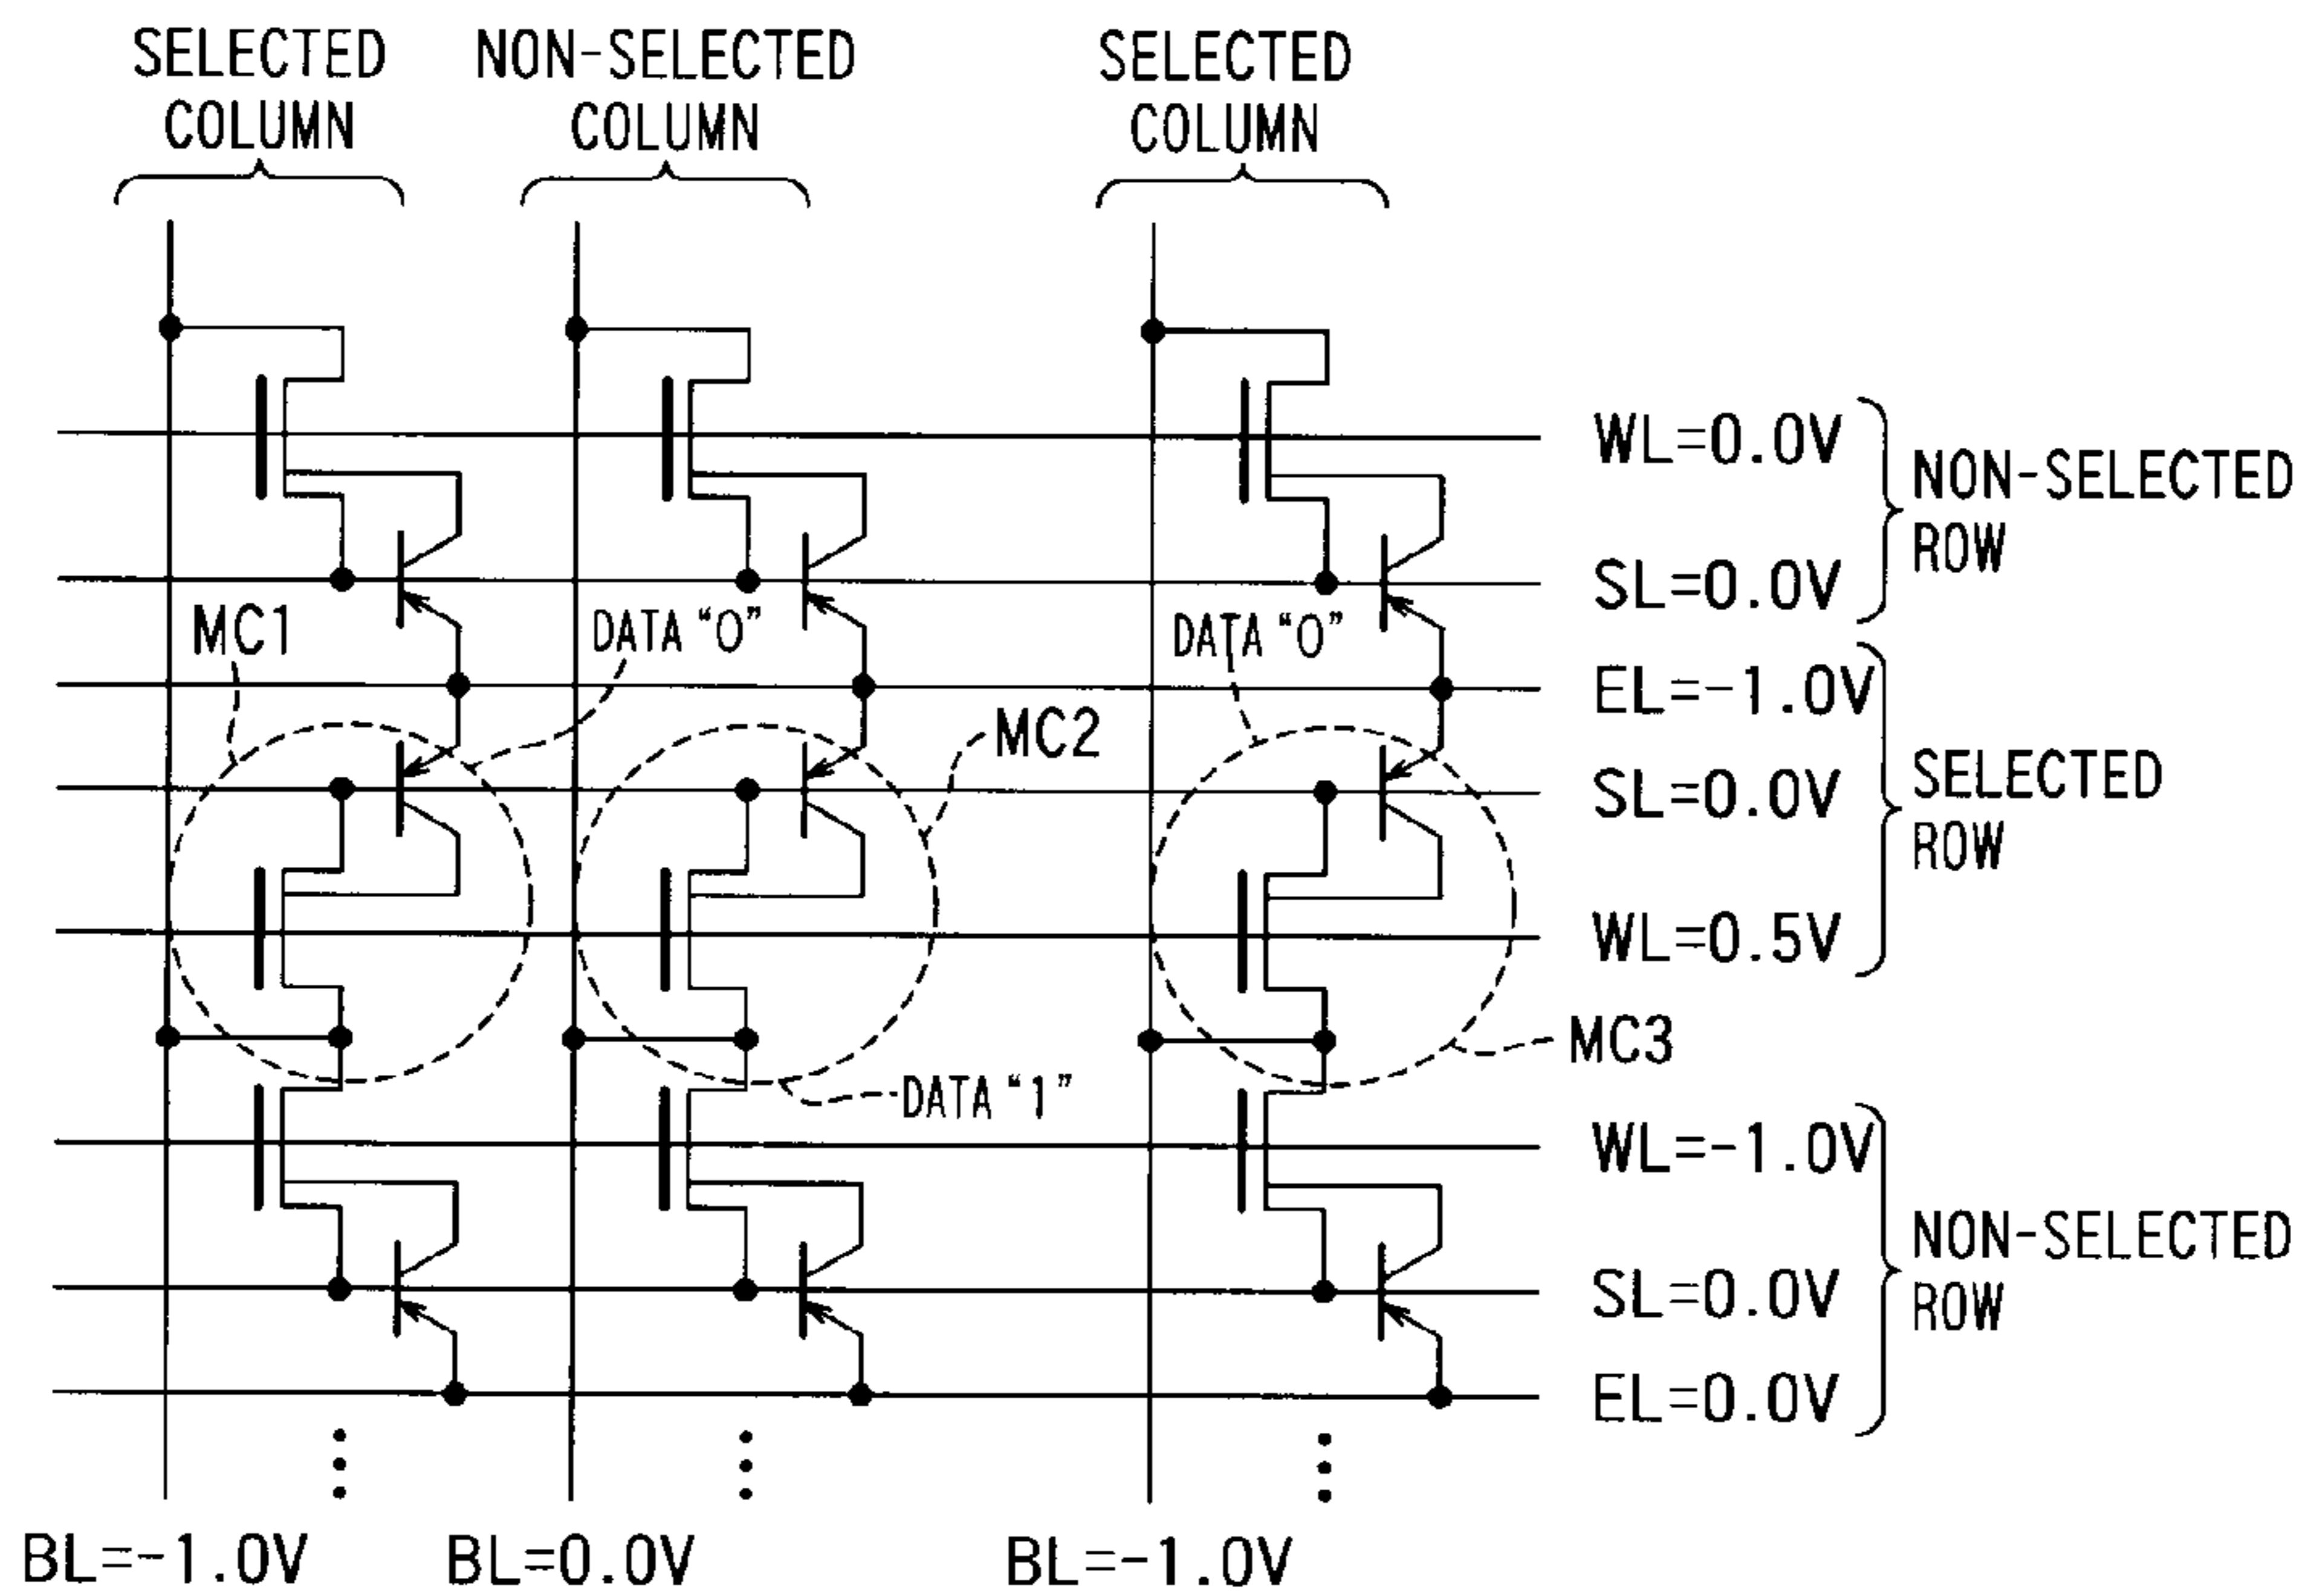 SELECTED
COLUMN
NON-SELECTED
COLUMN
SELECTED
COLUMN
WL=0.0V
NON-SELECTED
ROW
SL=0.0V
MC1
DATA "0"
DATA "0"
EL=-1.0V
MC2
SL=0.0V
SELECTED
ROW
WL=0.5V
MC3
DATA "1"
WL=-1.0V
NON-SELECTED
ROW
SL=0.0V
EL=0.0V
BL=-1.0V
BL=0.0V
BL=-1.0V